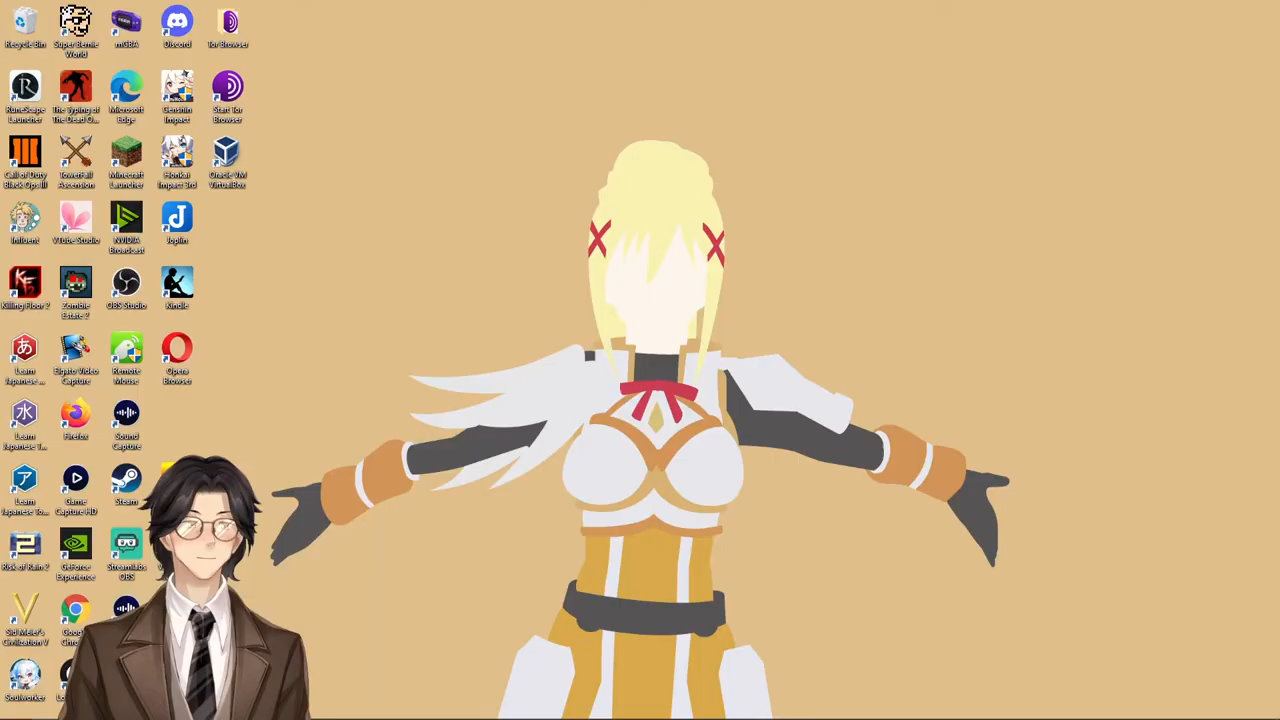 Recycle Bin
Super Bernie
World
mGBA
Discord
Tor Browser
RuneScape
Launcher
The Typing of
The Dead O...
Microsoft
Edge
Genshin
Impact
Start Tor
Browser
Call of Duty
Black Ops III
TowerFall
Ascension
Minecraft
Launcher
Honkai
Impact 3rd
Oracle VM
VirtualBox
Influent
VTube Studio
NVIDIA
Broadcast
Joplin
Killing Floor 2
Zombie
Estate 2
OBS Studio
Kindle
あ
Learn
Japanese ...
Elgato Video
Capture
Remote
Mouse
Opera
Browser
水
Learn
Japanese T...
Firefox
Sound
Capture
ア
Learn
Japanese To...
Game
Capture HD
Steam
Risk of Rain 2
GeForce
Experience
Streamlabs
OBS
Sid Meier's
Civilization V
Soulworker